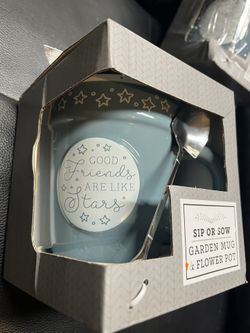 GOOD
Friends
ARE LIKE
Stars
SIP OR SOW
GARDEN MUG
& FLOWER POT